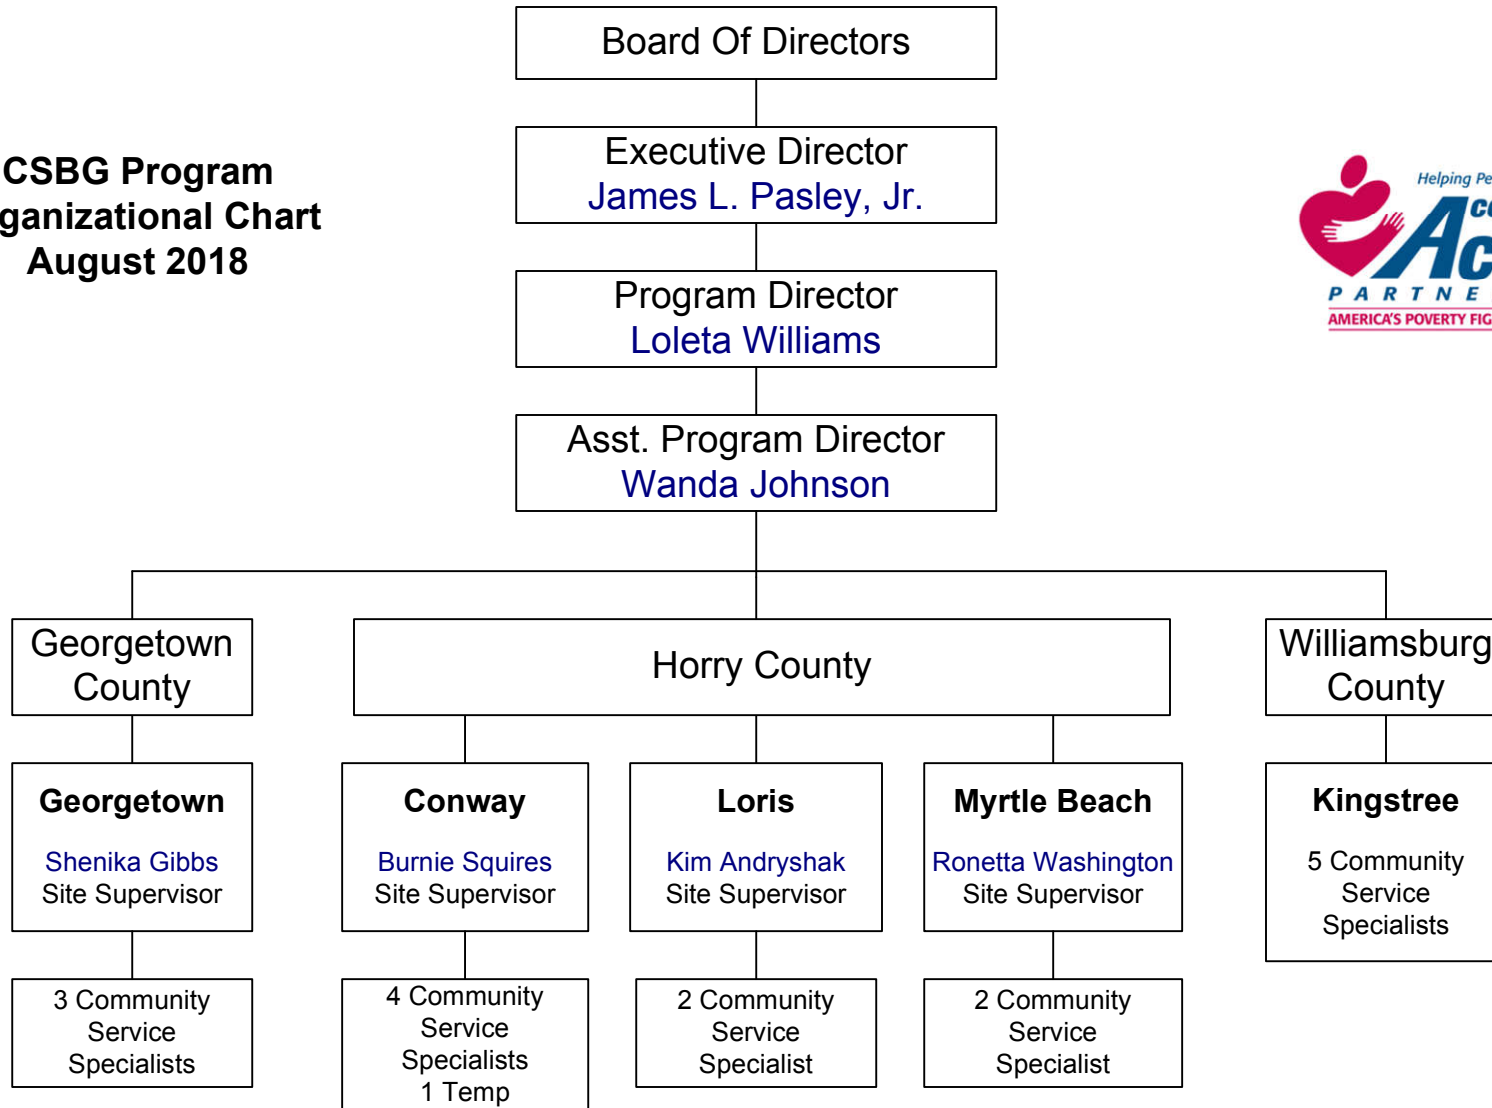 Board Of Directors
CSBG Program
ganizational Chart
August 2018
Executive Director
James L. Pasley, Jr.
Helping Pe
PARTNE
AMERICA'S POVERTY FIG
Program Director
Loleta Williams
Asst. Program Director
Wanda Johnson
Georgetown
County
Horry County
Williamsburg
County
Georgetown
Shenika Gibbs
Site Supervisor
Conway
Burnie Squires
Site Supervisor
Loris
Kim Andryshak
Site Supervisor
Myrtle Beach
Ronetta Washington
Site Supervisor
Kingstree
5 Community
Service
Specialists
3 Community
Service
Specialists
4 Community
Service
Specialists
1 Temp
2 Community
Service
Specialist
2 Community
Service
Specialist